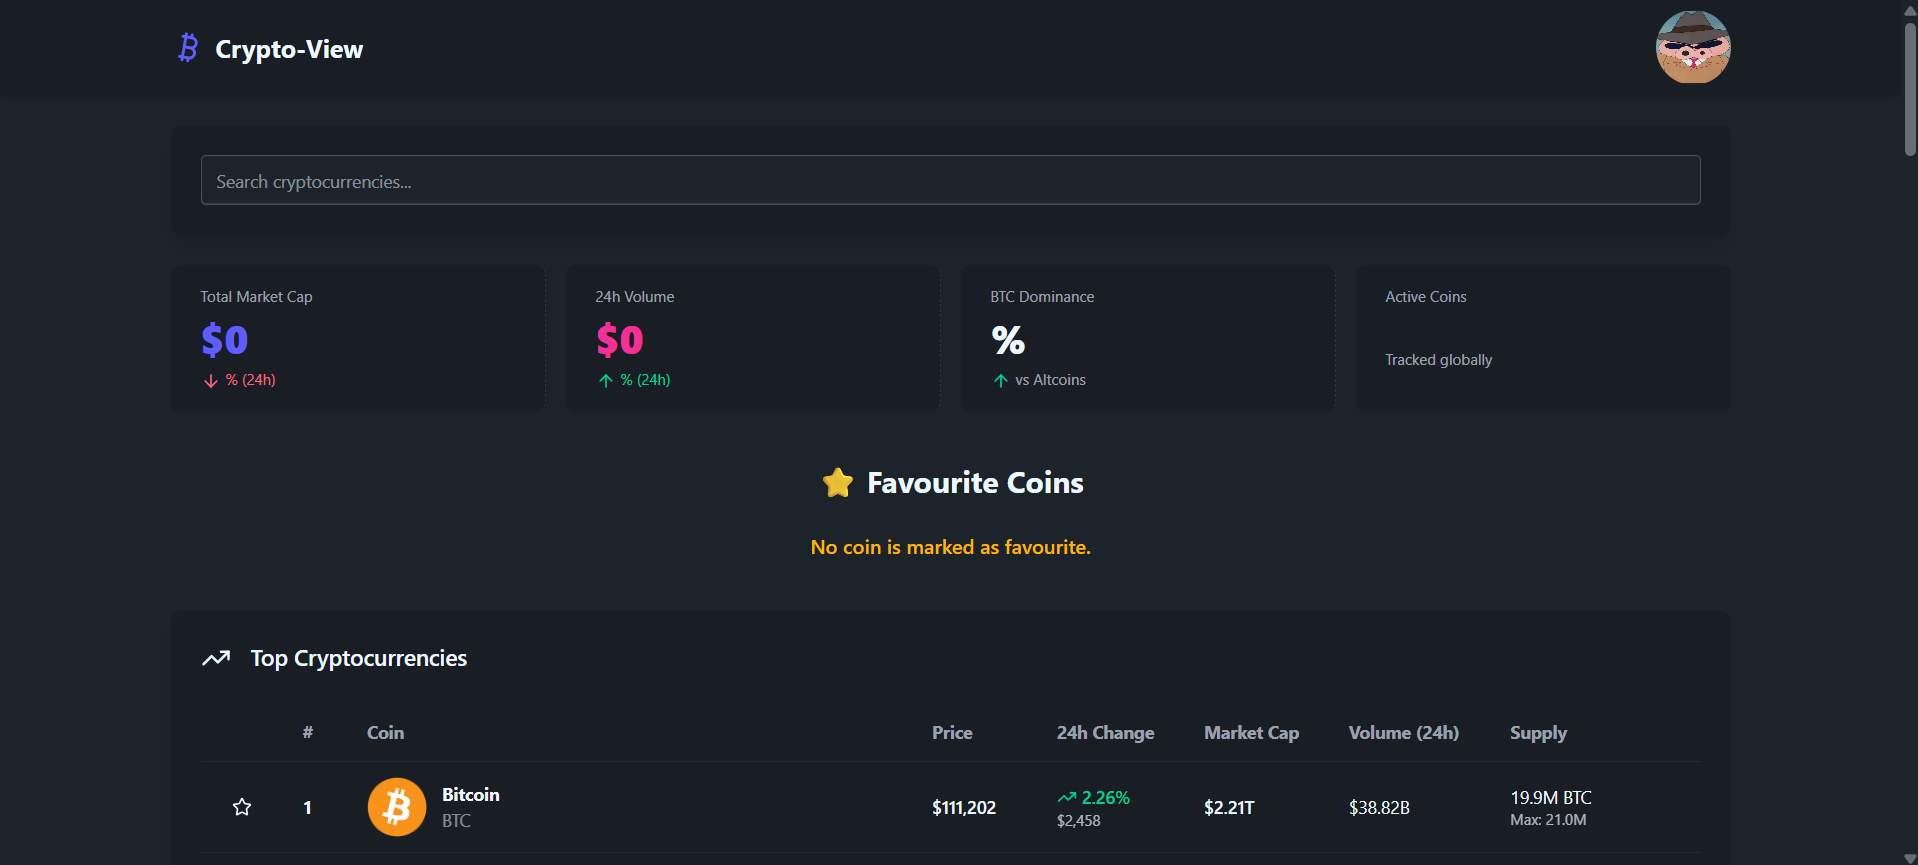 Crypto-View
Search cryptocurrencies...
Total Market Cap
$0
% (24h)
24h Volume
$0
% (24h)
BTC Dominance
%
vs Altcoins
Active Coins
Tracked globally
Favourite Coins
No coin is marked as favourite.
Top Cryptocurrencies
# Coin Price 24h Change Market Cap Volume (24h) Supply
1 Bitcoin BTC $111,202 2.26% $2,458 $2.21T $38.82B 19.9M BTC Max: 21.0M